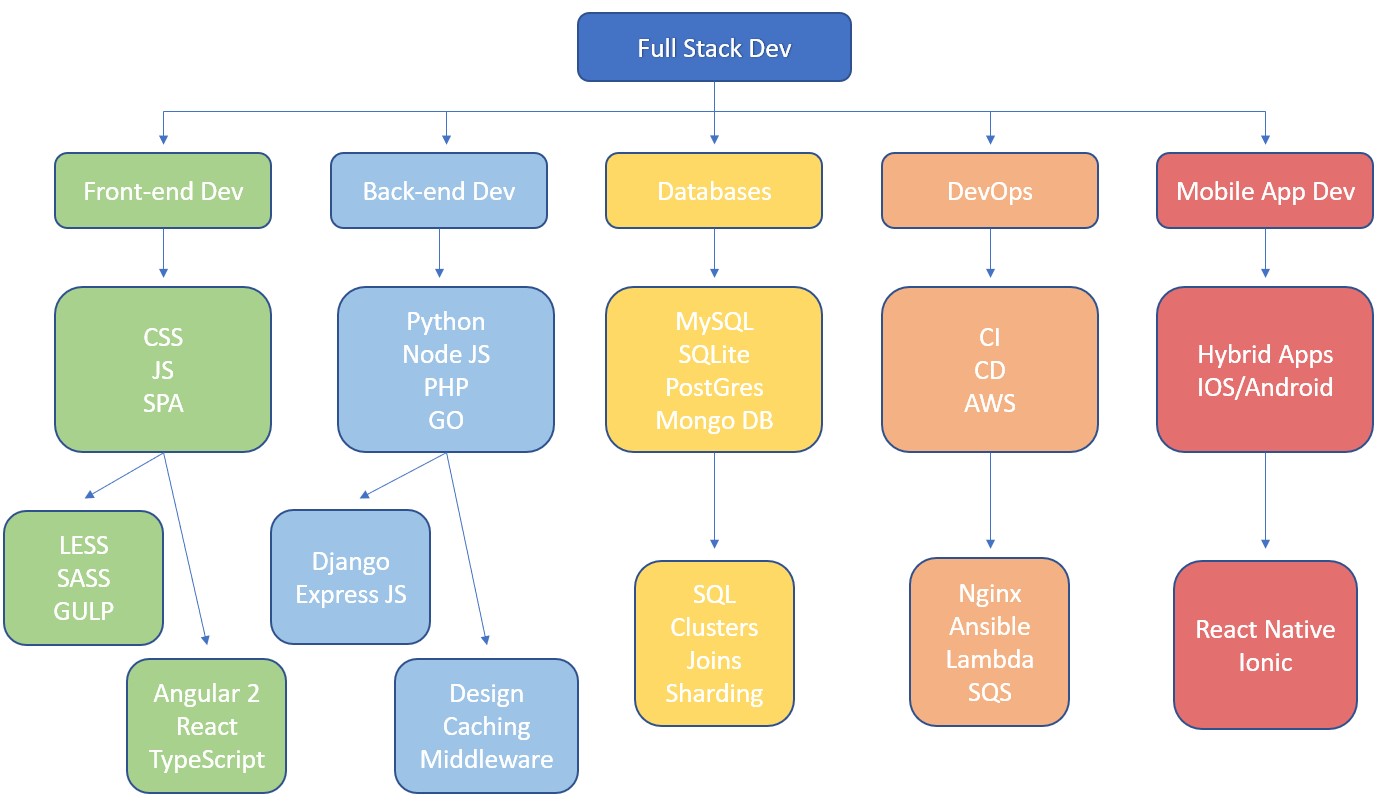 Full Stack Dev
Front-end Dev
Back-end Dev
Databases
DevOps
Mobile App Dev
CSS
JS
SPA
Python
Node JS
PHP
GO
MySQL
SQLite
PostGres
Mongo DB
CI
CD
AWS
Hybrid Apps
IOS/Android
LESS
SASS
GULP
Angular 2
React
TypeScript
Django
Express JS
Design
Caching
Middleware
SQL
Clusters
Joins
Sharding
Nginx
Ansible
Lambda
SQS
React Native
Ionic